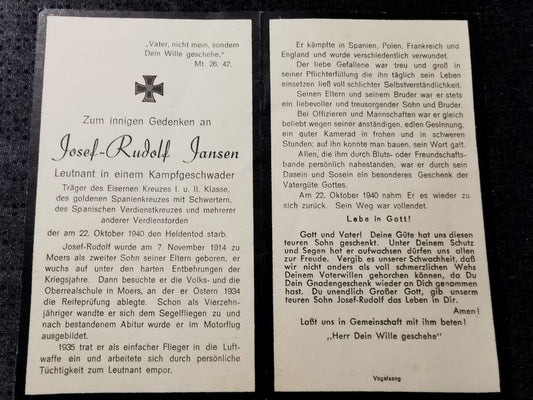 „Vater, nicht mein, sondern
Dein Wille geschehe."
Mt. 26, 42.
Zum innigen Gedenken an
Josef-Rudolf Jansen
Leutnant in einem Kampfgeschwader
Träger des Eisernen Kreuzes I. u. II. Klasse,
des goldenen Spanienkreuzes mit Schwertern,
des Spanischen Verdienstkreuzes und mehrerer
anderer Verdienstorden
der am 22. Oktober 1940 den Heldentod starb.
Josef-Rudolf wurde am 7. November 1914 zu
Moers als zweiter Sohn seiner Eltern geboren, er
wuchs auf unter den harten Entbehrungen der
Kriegsjahre. Dann besuchte er die Volks- und die
Oberrealschule in Moers, an der er Ostern 1934
die Reifeprüfung ablegte. Schon als Vierzehn-
jähriger wandte er sich dem Segelfliegen zu und
nach bestandenem Abitur wurde er im Motorflug
ausgebildet.
1935 trat er als einfacher Flieger in die Luft-
waffe ein und arbeitete sich durch persönliche
Tüchtigkeit zum Leutnant empor.
Er kämpfte in Spanien, Polen, Frankreich und
England und wurde verschiedentlich verwundet.
Der liebe Gefallene war treu und groß in
seiner Pflichterfüllung die ihn täglich sein Leben
einsetzen ließ voll schlichter Selbstverständlichkeit.
Seinen Eltern und seinem Bruder war er stets
ein liebevoller und treusorgender Sohn und Bruder.
Bei Offizieren und Mannschaften war er gleich
beliebt wegen seiner anständigen, edlen Gesinnung,
ein guter Kamerad in frohen und in schweren
Stunden; auf ihn konnte man bauen, sein Wort galt.
Allen, die ihm durch Bluts- oder Freundschafts-
bande persönlich nahestanden, war er durch sein
Dasein und Sosein ein besonderes Geschenk der
Vatergüte Gottes.
Am 22. Oktober 1940 nahm Er es wieder zu
sich zurück. Sein Weg war vollendet.
Lebe in Gott!
Gott und Vater! Deine Güte hat uns diesen
teuren Sohn geschenkt. Unter Deinem Schutz
und Segen hat er aufwachsen dürfen uns allen
zur Freude. Vergib es unserer Schwachheit, daß
wir nicht anders als voll schmerzlichen Wehs
Deinem Vaterwillen gehorchen können, da Du
Dein Gnadengeschenk wieder an Dich genommen
hast. Du unendlich Großer Gott, gib unserm
teuren Sohn Josef-Rudolf das Leben in Dir.
Amen!
Laßt uns in Gemeinschaft mit ihm beten!
„Herr Dein Wille geschehe"
Vogelsang